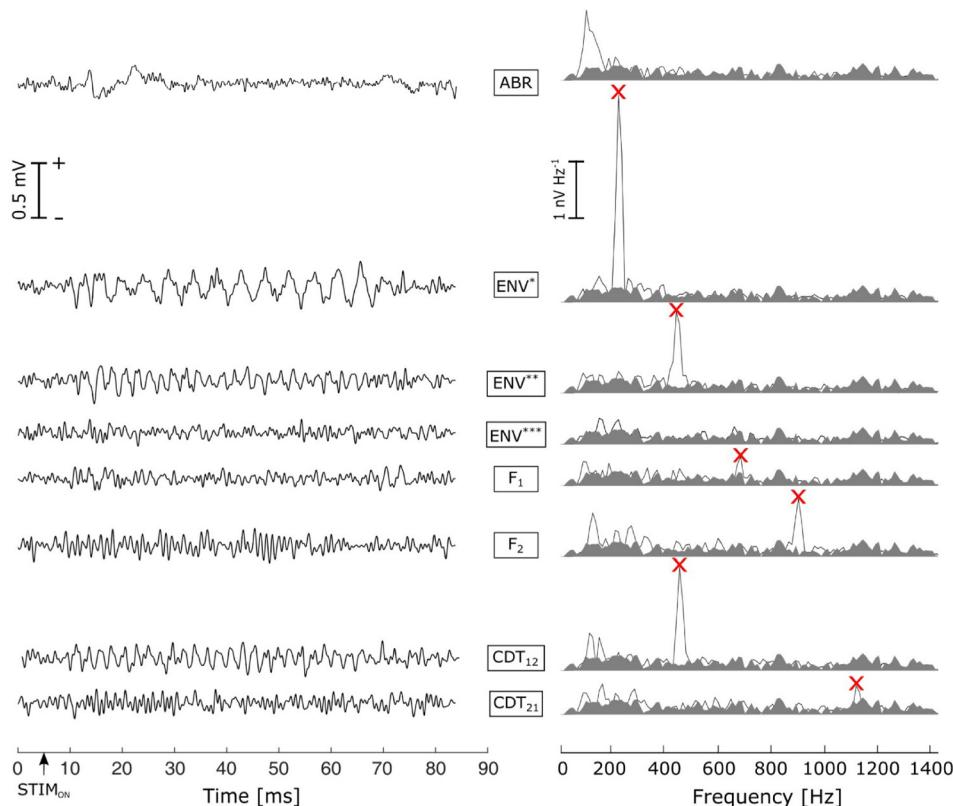 ABR
+
0.5 mV
-
1 nV Hz⁻¹
ENV*
ENV**
ENV***
F₁
F₂
CDT₁₂
CDT₂₁
0 10 20 30 40 50 60 70 80 90
STIM_ON
Time [ms]
0 200 400 600 800 1000 1200 1400
Frequency [Hz]